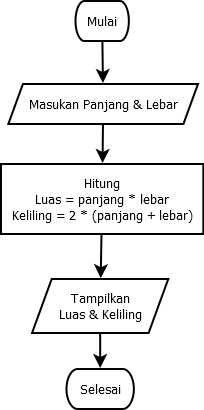 Mulai
Masukan Panjang & Lebar
Hitung
Luas = panjang * lebar
Keliling = 2 * (panjang + lebar)
Tampilkan
Luas & Keliling
Selesai